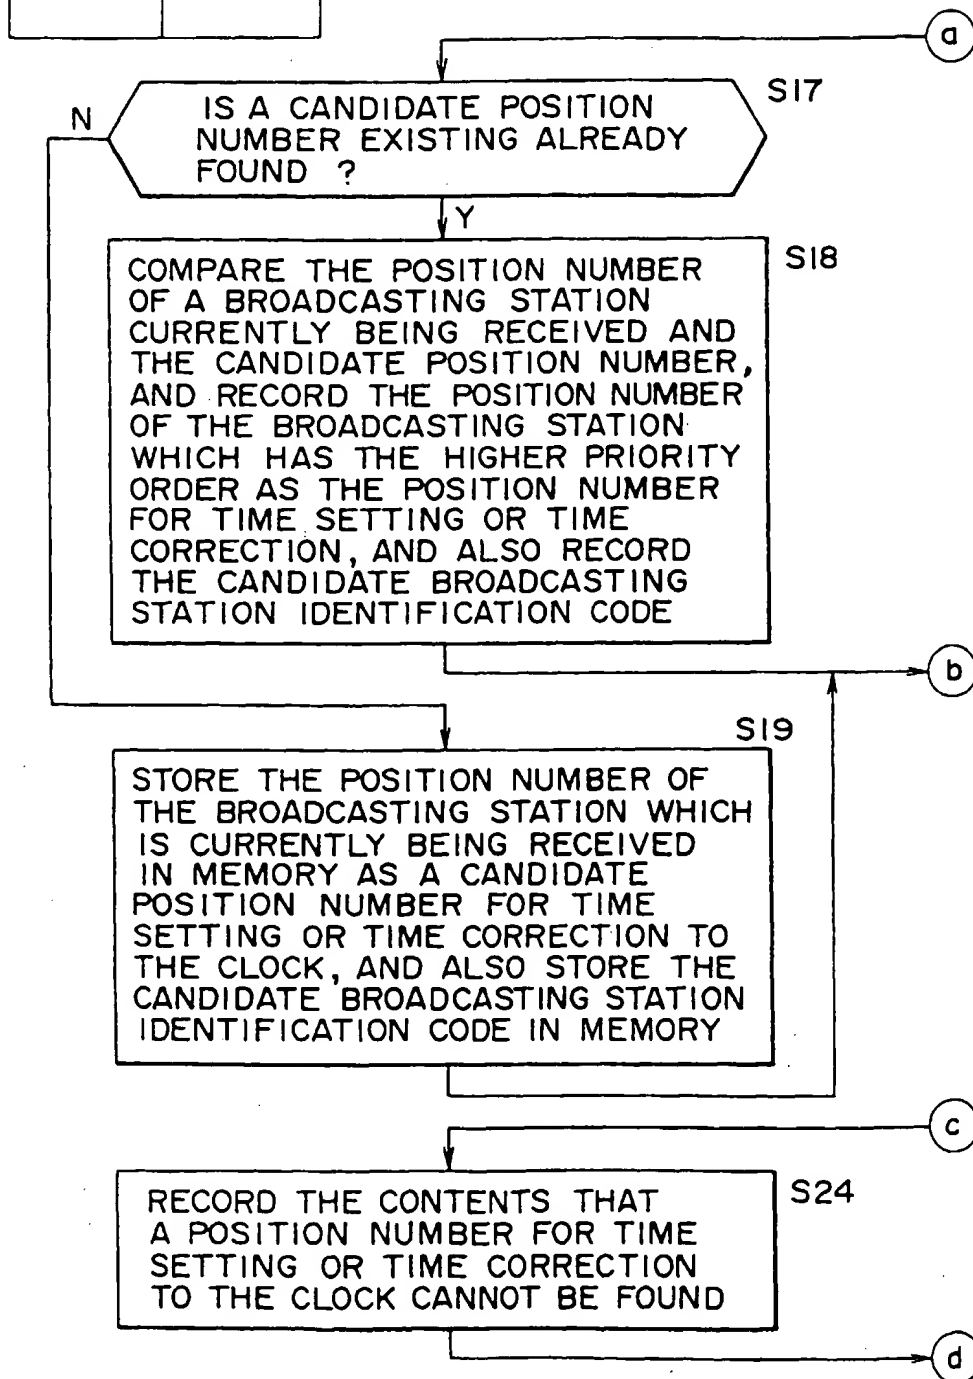 a
S17
N
IS A CANDIDATE POSITION
NUMBER EXISTING ALREADY
FOUND ?
Y
S18
COMPARE THE POSITION NUMBER
OF A BROADCASTING STATION
CURRENTLY BEING RECEIVED AND
THE CANDIDATE POSITION NUMBER,
AND RECORD THE POSITION NUMBER
OF THE BROADCASTING STATION
WHICH HAS THE HIGHER PRIORITY
ORDER AS THE POSITION NUMBER
FOR TIME SETTING OR TIME
CORRECTION, AND ALSO RECORD
THE CANDIDATE BROADCASTING
STATION IDENTIFICATION CODE
b
S19
STORE THE POSITION NUMBER OF
THE BROADCASTING STATION WHICH
IS CURRENTLY BEING RECEIVED
IN MEMORY AS A CANDIDATE
POSITION NUMBER FOR TIME
SETTING OR TIME CORRECTION TO
THE CLOCK, AND ALSO STORE THE
CANDIDATE BROADCASTING STATION
IDENTIFICATION CODE IN MEMORY
c
S24
RECORD THE CONTENTS THAT
A POSITION NUMBER FOR TIME
SETTING OR TIME CORRECTION
TO THE CLOCK CANNOT BE FOUND
d